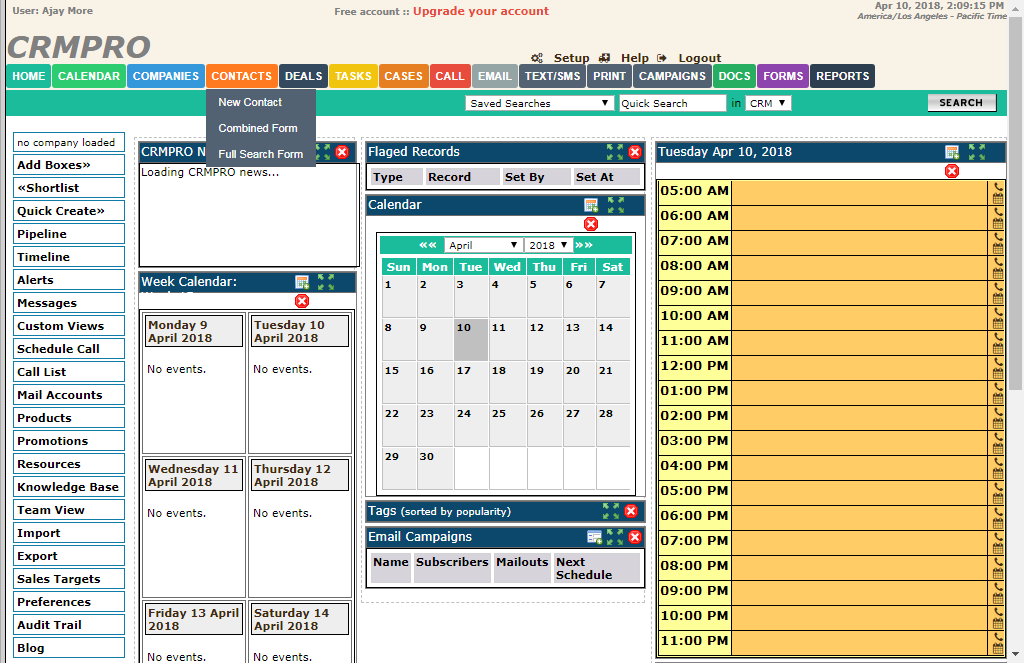 User: Ajay More
Free account :: Upgrade your account
Apr 10, 2018, 2:09:15 PM
America/Los Angeles - Pacific Time
CRMPRO
Setup Help Logout
HOME CALENDAR COMPANIES CONTACTS DEALS TASKS CASES CALL EMAIL TEXT/SMS PRINT CAMPAIGNS DOCS FORMS REPORTS
New Contact
Combined Form
Full Search Form
Saved Searches Quick Search in CRM SEARCH
no company loaded
Add Boxes»
«Shortlist
Quick Create»
Pipeline
Timeline
Alerts
Messages
Custom Views
Schedule Call
Call List
Mail Accounts
Products
Promotions
Resources
Knowledge Base
Team View
Import
Export
Sales Targets
Preferences
Audit Trail
Blog
CRMPRO N
Loading CRMPRO news...
Week Calendar:
Monday 9 April 2018
No events.
Tuesday 10 April 2018
No events.
Wednesday 11 April 2018
No events.
Thursday 12 April 2018
No events.
Friday 13 April 2018
No events.
Saturday 14 April 2018
No events.
Flaged Records
Type Record Set By Set At
Calendar
«« April 2018 »»
Sun Mon Tue Wed Thu Fri Sat
1 2 3 4 5 6 7
8 9 10 11 12 13 14
15 16 17 18 19 20 21
22 23 24 25 26 27 28
29 30
Tags (sorted by popularity)
Email Campaigns
Name Subscribers Mailouts Next Schedule
Tuesday Apr 10, 2018
05:00 AM
06:00 AM
07:00 AM
08:00 AM
09:00 AM
10:00 AM
11:00 AM
12:00 PM
01:00 PM
02:00 PM
03:00 PM
04:00 PM
05:00 PM
06:00 PM
07:00 PM
08:00 PM
09:00 PM
10:00 PM
11:00 PM